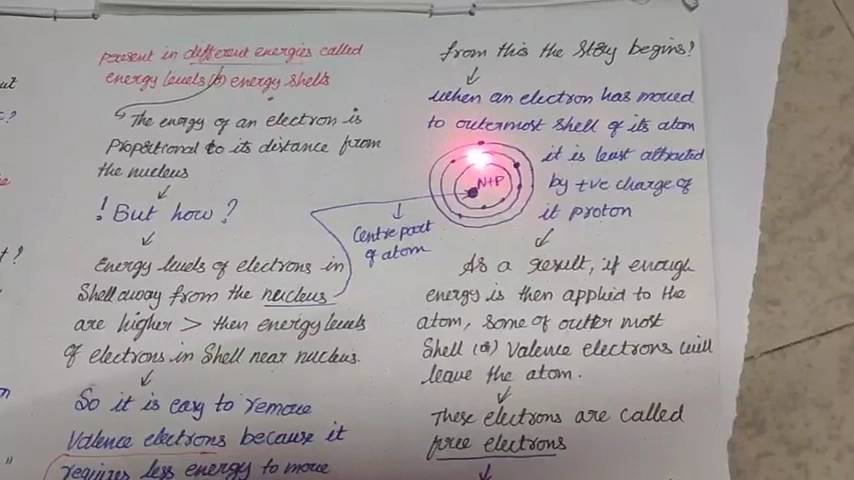 present in different energies called
energy levels (or) energy shells
The energy of an electron is
proportional to its distance from
the nucleus
! But how?
Energy levels of electrons in
Shell away from the nucleus
are higher > then energy levels
of electrons in Shell near nucleus.
So it is easy to remove
Valence electrons because it
requires less energy to move
from this the Story begins?
when an electron has moved
to outermost shell of its atom
it is least attracted
by +ve charge of
it proton
N+P
Centre part
of atom
As a result, if enough
energy is then applied to the
atom, some of outer most
Shell (or) Valence electrons will
leave the atom.
These electrons are called
free electrons